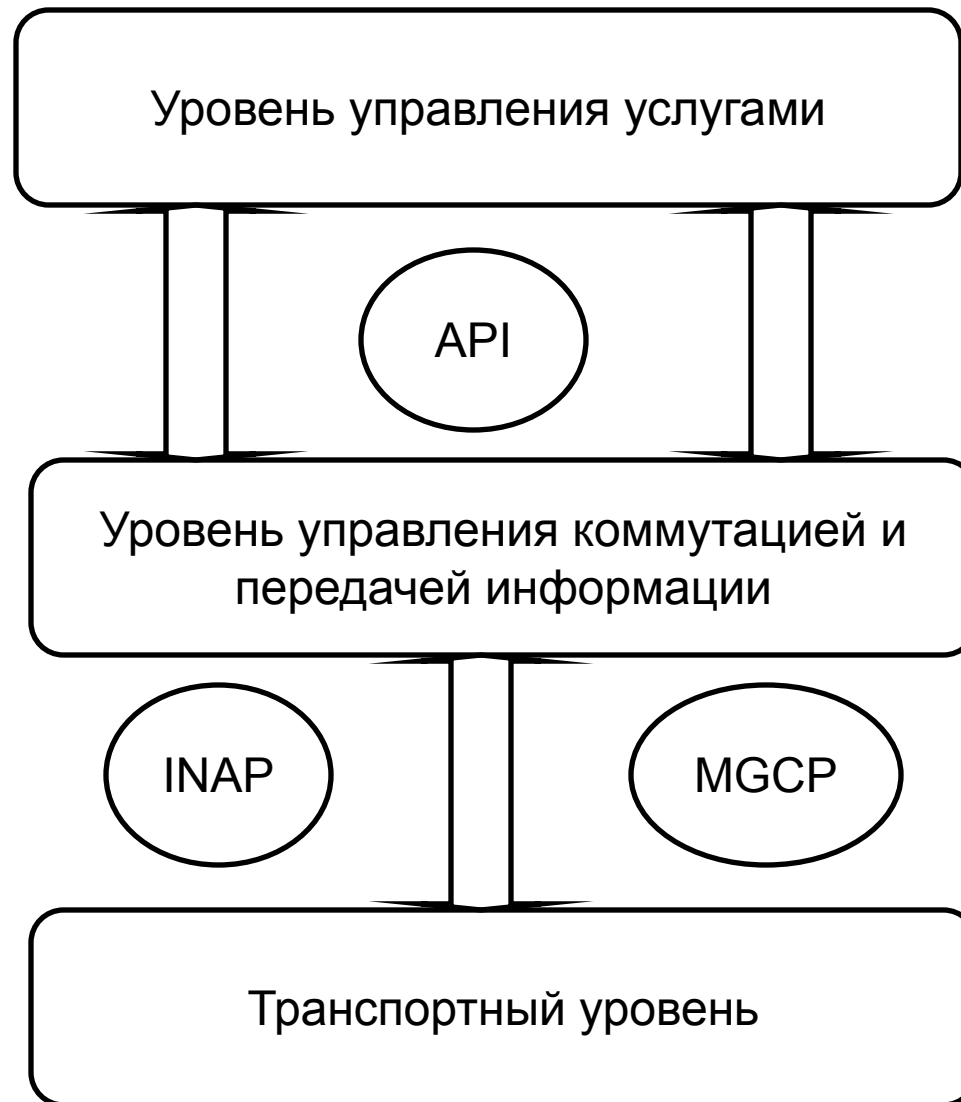 Уровень управления услугами
API
Уровень управления коммутацией и
передачей информации
INAP
MGCP
Транспортный уровень